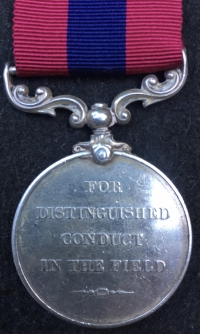 FOR
DISTINGUISHED
CONDUCT
IN THE FIELD